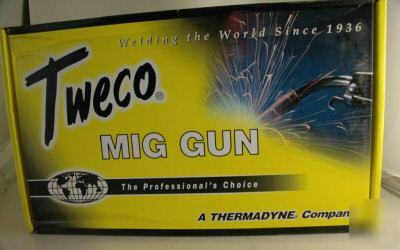 Welding the World Since 1936
Tweco®
MIG GUN
The Professional's Choice
A THERMADYNE® Company